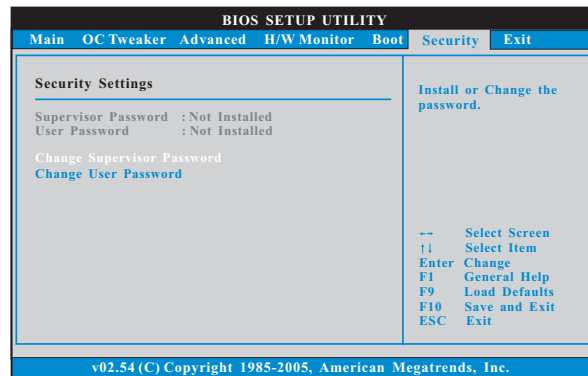 BIOS SETUP UTILITY
Main OC Tweaker Advanced H/W Monitor Boot Security Exit
Security Settings
Supervisor Password : Not Installed
User Password : Not Installed
Change Supervisor Password
Change User Password
Install or Change the
password.
←→ Select Screen
↑↓ Select Item
Enter Change
F1 General Help
F9 Load Defaults
F10 Save and Exit
ESC Exit
v02.54 (C) Copyright 1985-2005, American Megatrends, Inc.